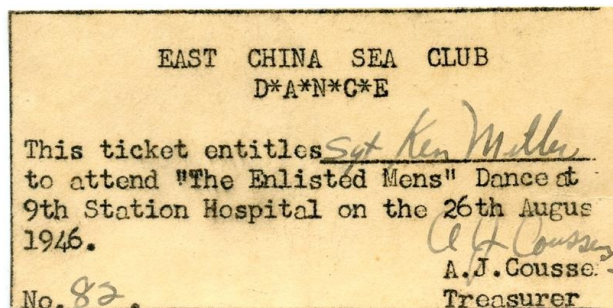 EAST CHINA SEA CLUB
D*A*N*C*E
This ticket entitles Sgt Ken Miller
to attend "The Enlisted Mens" Dance at
9th Station Hospital on the 26th Augus
1946.
A J Coussens
A.J.Cousse
No. 82.
Treasurer